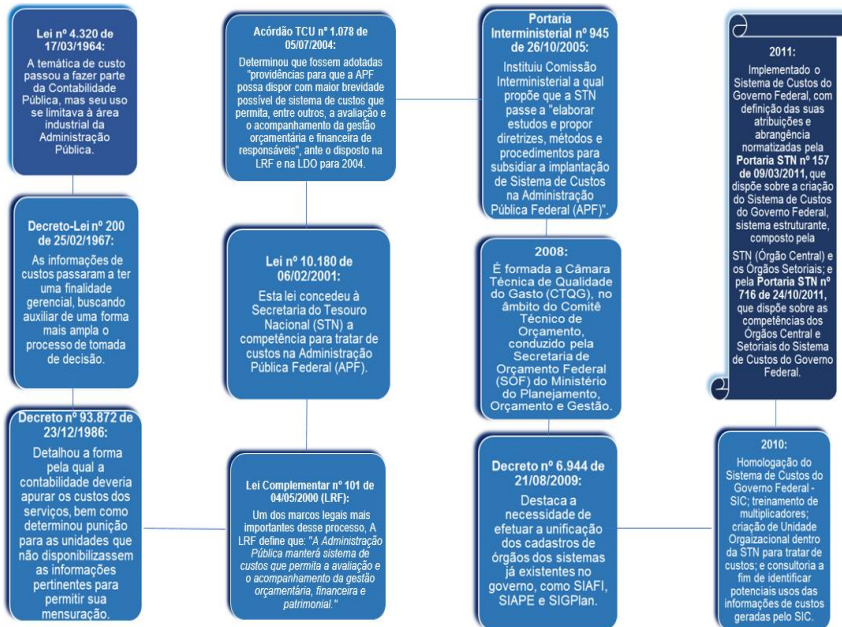 Lei nº 4.320 de
17/03/1964:
A temática de custo
passou a fazer parte
da Contabilidade
Pública, mas seu uso
se limitava à área
industrial da
Administração
Pública.
Decreto-Lei nº 200
de 25/02/1967:
As informações de
custos passaram a ter
uma finalidade
gerencial, buscando
auxiliar de uma forma
mais ampla o
processo de tomada
de decisão.
Decreto nº 93.872 de
23/12/1986:
Detalhou a forma
pela qual a
contabilidade deveria
apurar os custos dos
serviços, bem como
determinou punição
para as unidades que
não disponibilizassem
as informações
pertinentes para
permitir sua
mensuração.
Lei Complementar nº 101 de
04/05/2000 (LRF):
Um dos marcos legais mais
importantes desse processo, A
LRF define que: "A Administração
Pública manterá sistema de
custos que permita a avaliação e
o acompanhamento da gestão
orçamentária, financeira e
patrimonial."
Lei nº 10.180 de
06/02/2001:
Esta lei concedeu à
Secretaria do Tesouro
Nacional (STN) a
competência para tratar de
custos na Administração
Pública Federal (APF).
Acórdão TCU nº 1.078 de
05/07/2004:
Determinou que fossem adotadas
"providências para que a APF
possa dispor com maior brevidade
possível de sistema de custos que
permita, entre outros, a avaliação e
o acompanhamento da gestão
orçamentária e financeira de
responsáveis", ante o disposto na
LRF e na LDO para 2004.
Portaria
Interministerial nº 945
de 26/10/2005:
Instituiu Comissão
Interministerial a qual
propõe que a STN
passe a "elaborar
estudos e propor
diretrizes, métodos e
procedimentos para
subsidiar a implantação
de Sistema de Custos
na Administração
Pública Federal (APF)".
2008:
É formada a Câmara
Técnica de Qualidade
do Gasto (CTQG), no
âmbito do Comitê
Técnico de
Orçamento,
conduzido pela
Secretaria de
Orçamento Federal
(SOF) do Ministério
do Planejamento,
Orçamento e Gestão.
Decreto nº 6.944 de
21/08/2009:
Destaca a
necessidade de
efetuar a unificação
dos cadastros de
órgãos dos sistemas
já existentes no
governo, como SIAFI,
SIAPE e SIGPlan.
2010:
Homologação do
Sistema de Custos do
Governo Federal -
SIC; treinamento de
multiplicadores;
criação de Unidade
Orgaizacional dentro
da STN para tratar de
custos; e consultoria a
fim de identificar
potenciais usos das
informações de custos
geradas pelo SIC.
2011:
Implementado o
Sistema de Custos do
Governo Federal, com
definição das suas
atribuições e
abrangência
normatizadas pela
Portaria STN nº 157
de 09/03/2011, que
dispõe sobre a criação
do Sistema de Custos
do Governo Federal,
sistema estruturante,
composto pela
STN (Órgão Central) e
os Órgãos Setoriais; e
pela Portaria STN nº
716 de 24/10/2011,
que dispõe sobre as
competências dos
Órgãos Central e
Setoriais do Sistema
de Custos do Governo
Federal.